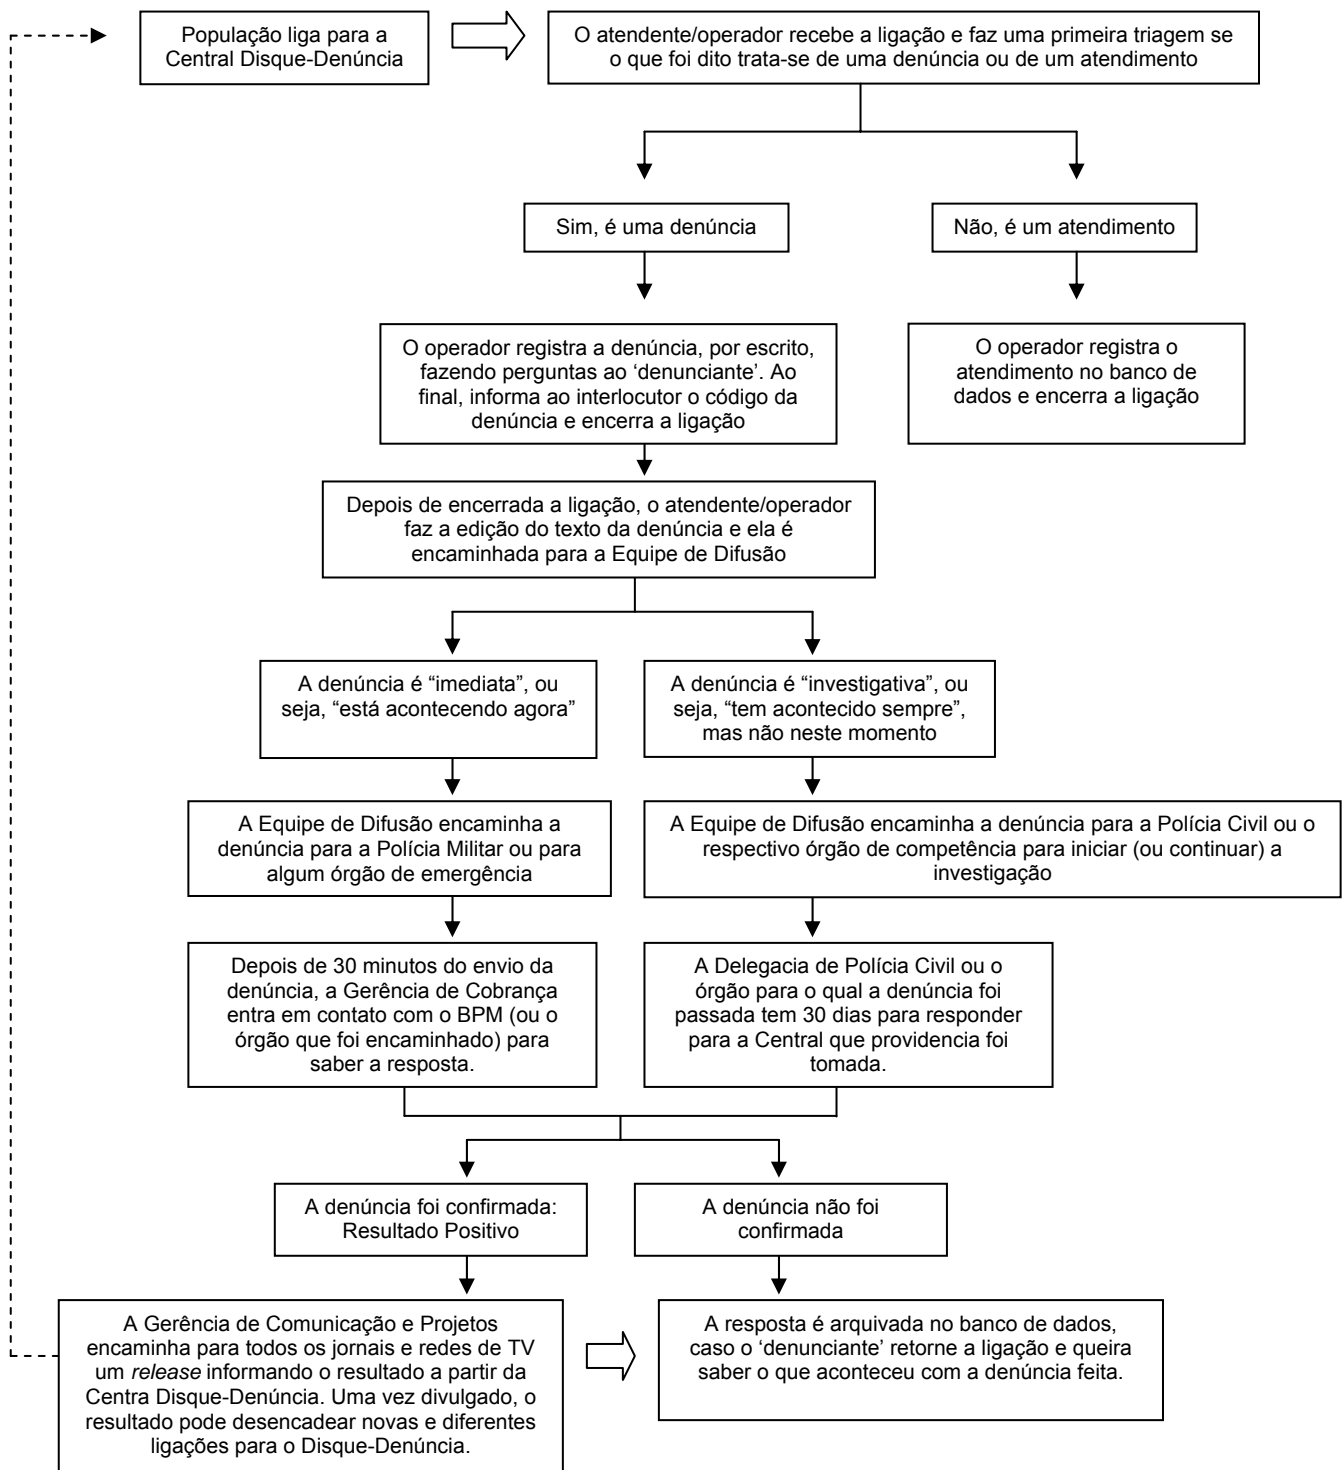 População liga para a
Central Disque-Denúncia
O atendente/operador recebe a ligação e faz uma primeira triagem se
o que foi dito trata-se de uma denúncia ou de um atendimento
Sim, é uma denúncia
Não, é um atendimento
O operador registra a denúncia, por escrito,
fazendo perguntas ao ‘denunciante’. Ao
final, informa ao interlocutor o código da
denúncia e encerra a ligação
O operador registra o
atendimento no banco de
dados e encerra a ligação
Depois de encerrada a ligação, o atendente/operador
faz a edição do texto da denúncia e ela é
encaminhada para a Equipe de Difusão
A denúncia é “imediata”, ou
seja, “está acontecendo agora”
A denúncia é “investigativa”, ou
seja, “tem acontecido sempre”,
mas não neste momento
A Equipe de Difusão encaminha a
denúncia para a Polícia Militar ou para
algum órgão de emergência
A Equipe de Difusão encaminha a denúncia para a Polícia Civil ou o
respectivo órgão de competência para iniciar (ou continuar) a
investigação
Depois de 30 minutos do envio da
denúncia, a Gerência de Cobrança
entra em contato com o BPM (ou o
órgão que foi encaminhado) para
saber a resposta.
A Delegacia de Polícia Civil ou o
órgão para o qual a denúncia foi
passada tem 30 dias para responder
para a Central que providencia foi
tomada.
A denúncia foi confirmada:
Resultado Positivo
A denúncia não foi
confirmada
A Gerência de Comunicação e Projetos
encaminha para todos os jornais e redes de TV
um release informando o resultado a partir da
Centra Disque-Denúncia. Uma vez divulgado, o
resultado pode desencadear novas e diferentes
ligações para o Disque-Denúncia.
A resposta é arquivada no banco de dados,
caso o ‘denunciante’ retorne a ligação e queira
saber o que aconteceu com a denúncia feita.